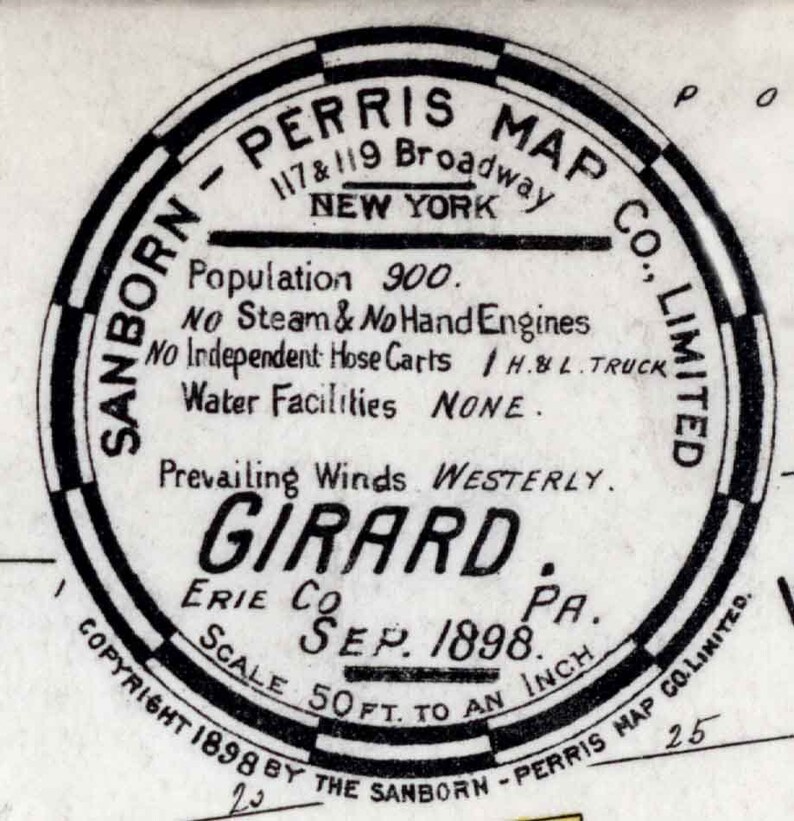 SANBORN - PERRIS MAP CO., LIMITED
117 & 119 Broadway
NEW YORK
Population 900.
No Steam & No Hand Engines
No Independent Hose Carts 1 H. & L. TRUCK
Water Facilities NONE.
Prevailing Winds WESTERLY.
GIRARD.
ERIE CO PA.
SEP. 1898.
SCALE 50 FT. TO AN INCH
COPYRIGHT 1898 BY THE SANBORN - PERRIS MAP CO. LIMITED.
P O
25